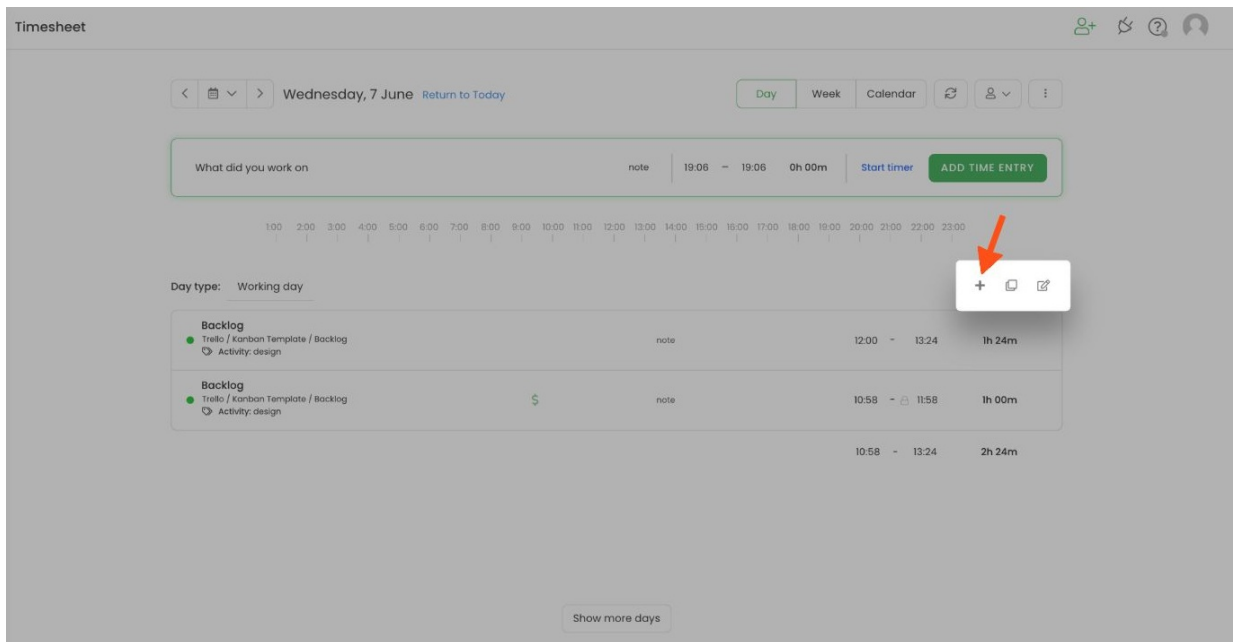 Timesheet
Wednesday, 7 June Return to Today
Day Week Calendar
What did you work on note 19:06 – 19:06 0h 00m Start timer ADD TIME ENTRY
1:00 2:00 3:00 4:00 5:00 6:00 7:00 8:00 9:00 10:00 11:00 12:00 13:00 14:00 15:00 16:00 17:00 18:00 19:00 20:00 21:00 22:00 23:00
Day type: Working day
Backlog
Trello / Kanban Template / Backlog note 12:00 - 13:24 1h 24m
Activity: design
Backlog
Trello / Kanban Template / Backlog $ note 10:58 - 11:58 1h 00m
Activity: design
10:58 - 13:24 2h 24m
Show more days